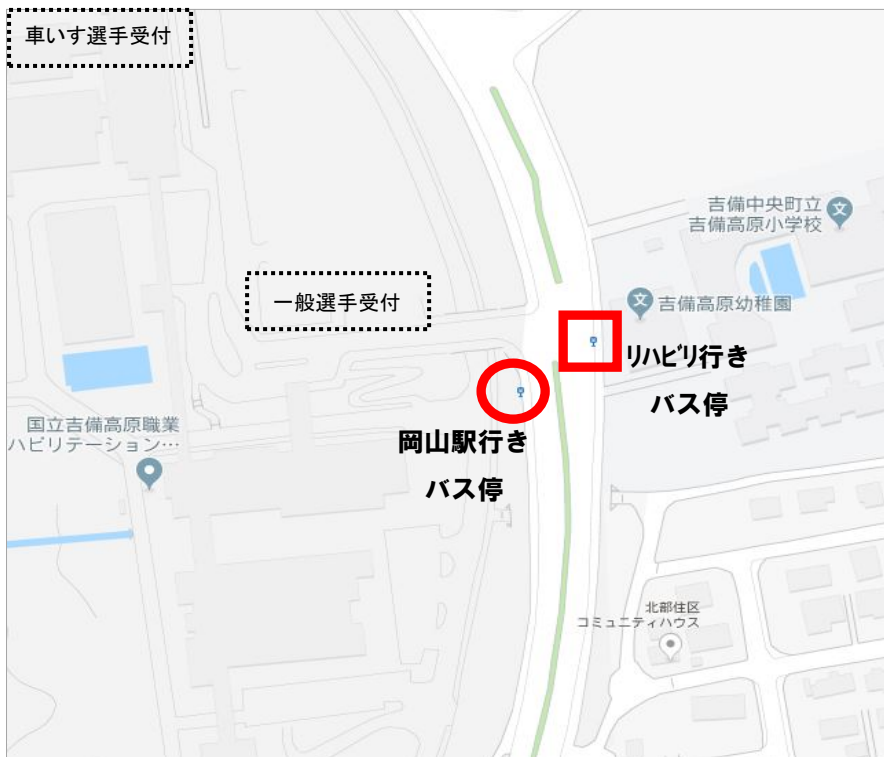 車いす選手受付
吉備中央町立
吉備高原小学校
一般選手受付
吉備高原幼稚園
リハビリ行き
バス停
国立吉備高原職業
ハビリテーション…
岡山駅行き
バス停
北部住区
コミュニティハウス
文
文